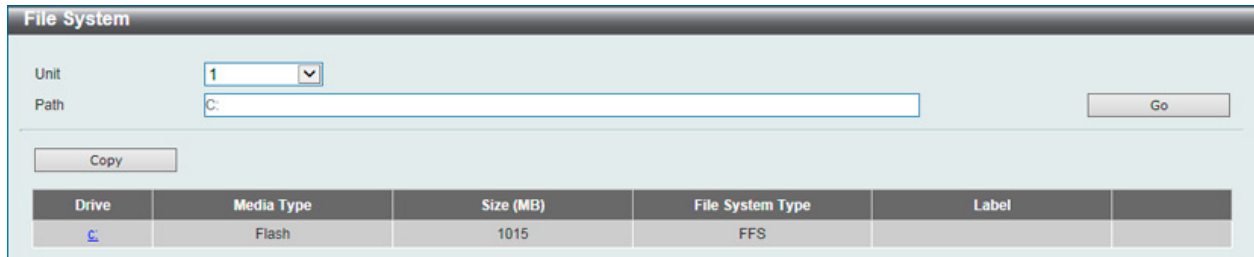 File System
Unit 1
Path C: Go
Copy
Drive Media Type Size (MB) File System Type Label
c: Flash 1015 FFS